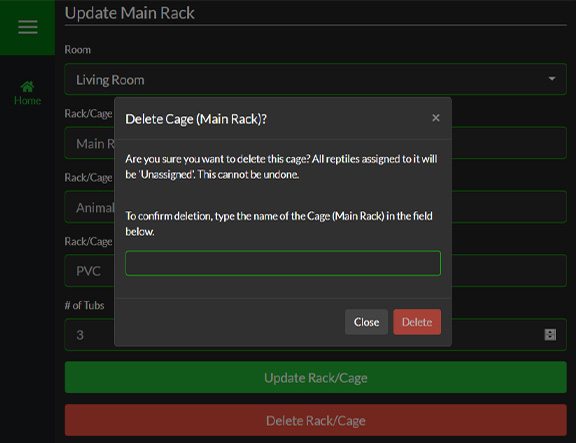 Update Main Rack
Room
Living Room
Home
Rack/Cage
Main R
Rack/Cage
Animal
Rack/Cage
PVC
# of Tubs
3
Delete Cage (Main Rack)?
×
Are you sure you want to delete this cage? All reptiles assigned to it will
be 'Unassigned'. This cannot be undone.
To confirm deletion, type the name of the Cage (Main Rack) in the field
below.
Close
Delete
Update Rack/Cage
Delete Rack/Cage